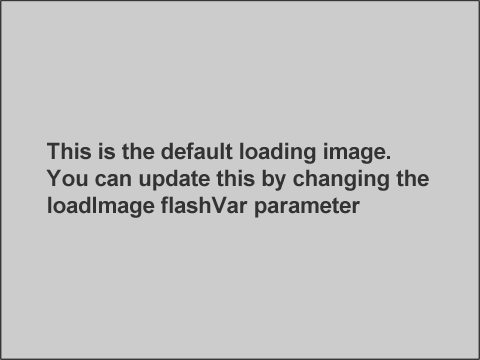 This is the default loading image.
You can update this by changing the
loadImage flashVar parameter